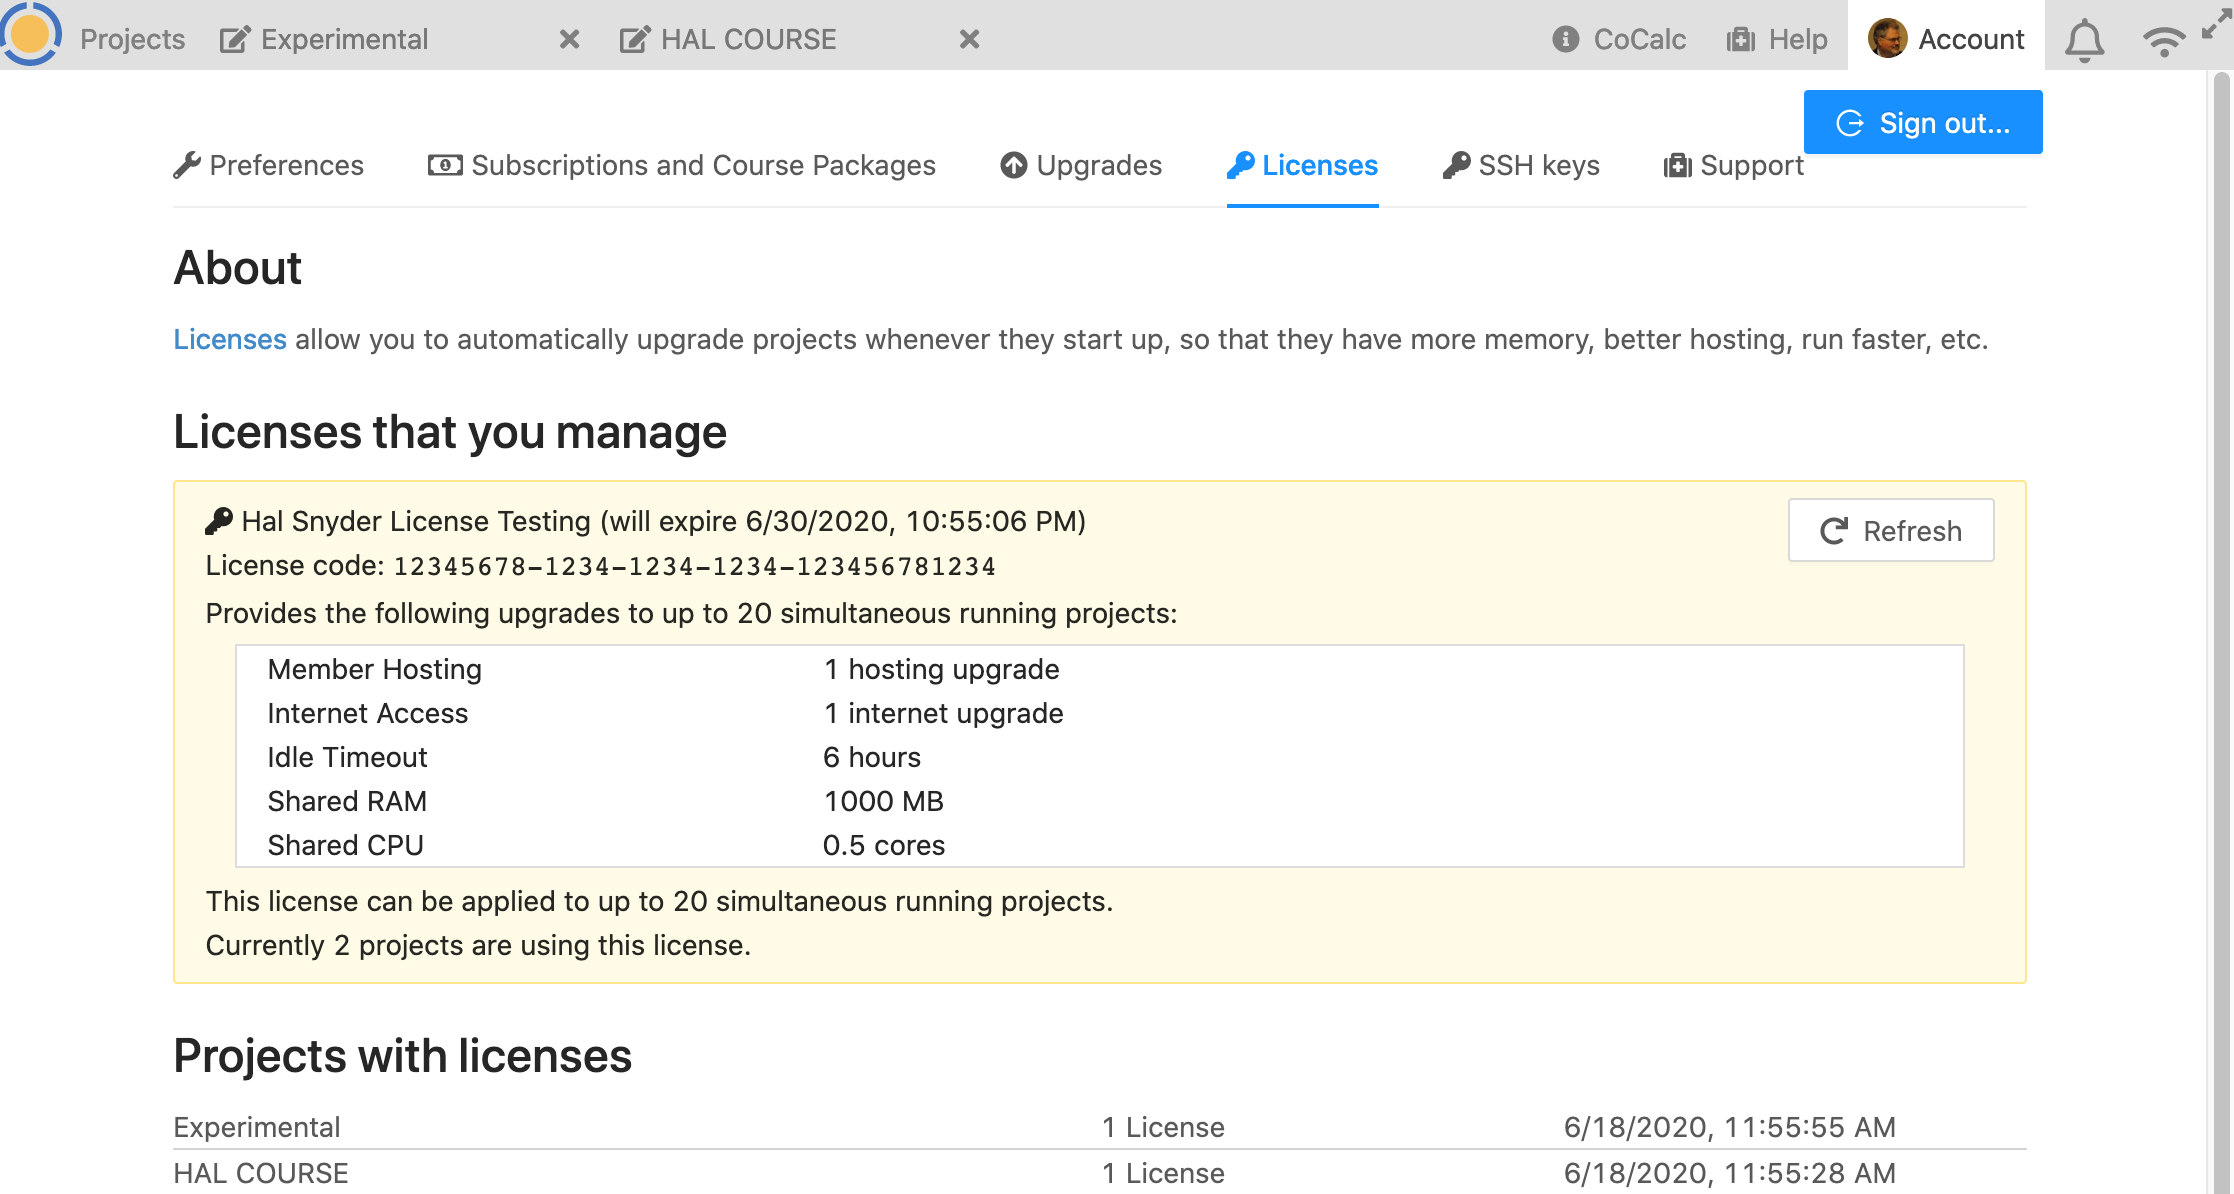 Projects Experimental HAL COURSE CoCalc Help Account
Sign out...
Preferences Subscriptions and Course Packages Upgrades Licenses SSH keys Support
About
Licenses allow you to automatically upgrade projects whenever they start up, so that they have more memory, better hosting, run faster, etc.
Licenses that you manage
Hal Snyder License Testing (will expire 6/30/2020, 10:55:06 PM)
Refresh
License code: 12345678-1234-1234-1234-123456781234
Provides the following upgrades to up to 20 simultaneous running projects:
Member Hosting 1 hosting upgrade
Internet Access 1 internet upgrade
Idle Timeout 6 hours
Shared RAM 1000 MB
Shared CPU 0.5 cores
This license can be applied to up to 20 simultaneous running projects.
Currently 2 projects are using this license.
Projects with licenses
Experimental 1 License 6/18/2020, 11:55:55 AM
HAL COURSE 1 License 6/18/2020, 11:55:28 AM